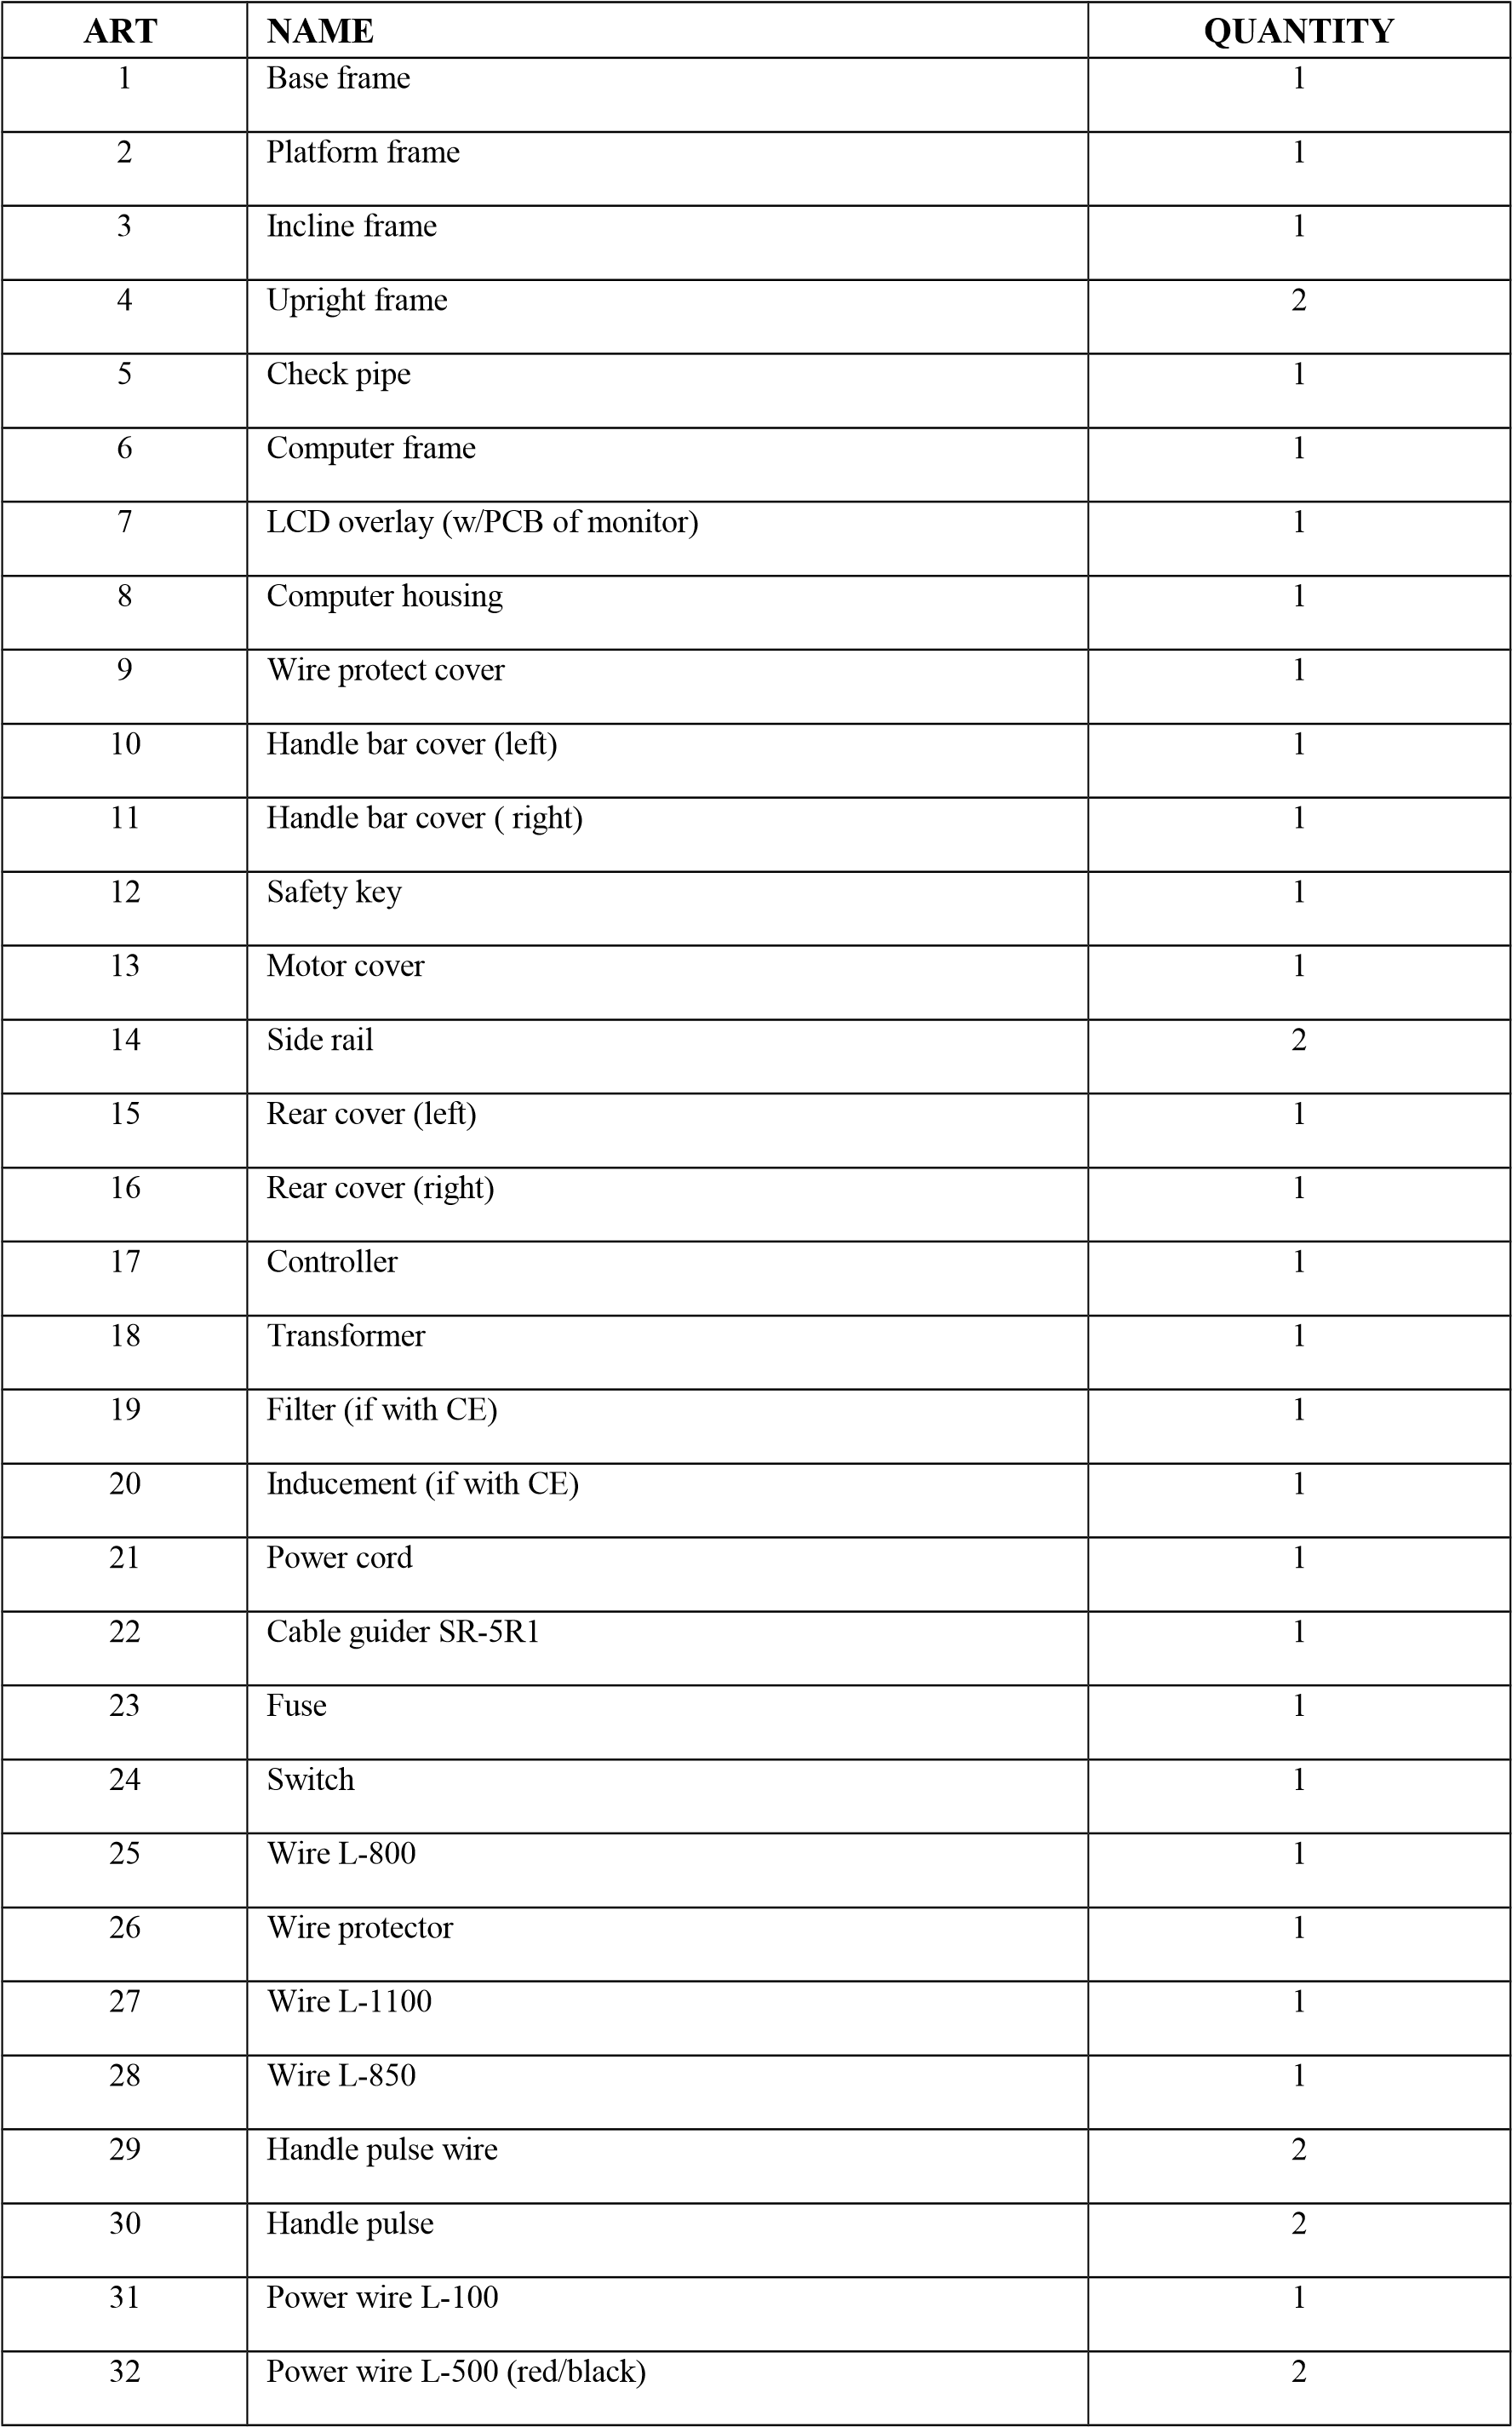 ART NAME QUANTITY
1 Base frame 1
2 Platform frame 1
3 Incline frame 1
4 Upright frame 2
5 Check pipe 1
6 Computer frame 1
7 LCD overlay (w/PCB of monitor) 1
8 Computer housing 1
9 Wire protect cover 1
10 Handle bar cover (left) 1
11 Handle bar cover ( right) 1
12 Safety key 1
13 Motor cover 1
14 Side rail 2
15 Rear cover (left) 1
16 Rear cover (right) 1
17 Controller 1
18 Transformer 1
19 Filter (if with CE) 1
20 Inducement (if with CE) 1
21 Power cord 1
22 Cable guider SR-5R1 1
23 Fuse 1
24 Switch 1
25 Wire L-800 1
26 Wire protector 1
27 Wire L-1100 1
28 Wire L-850 1
29 Handle pulse wire 2
30 Handle pulse 2
31 Power wire L-100 1
32 Power wire L-500 (red/black) 2